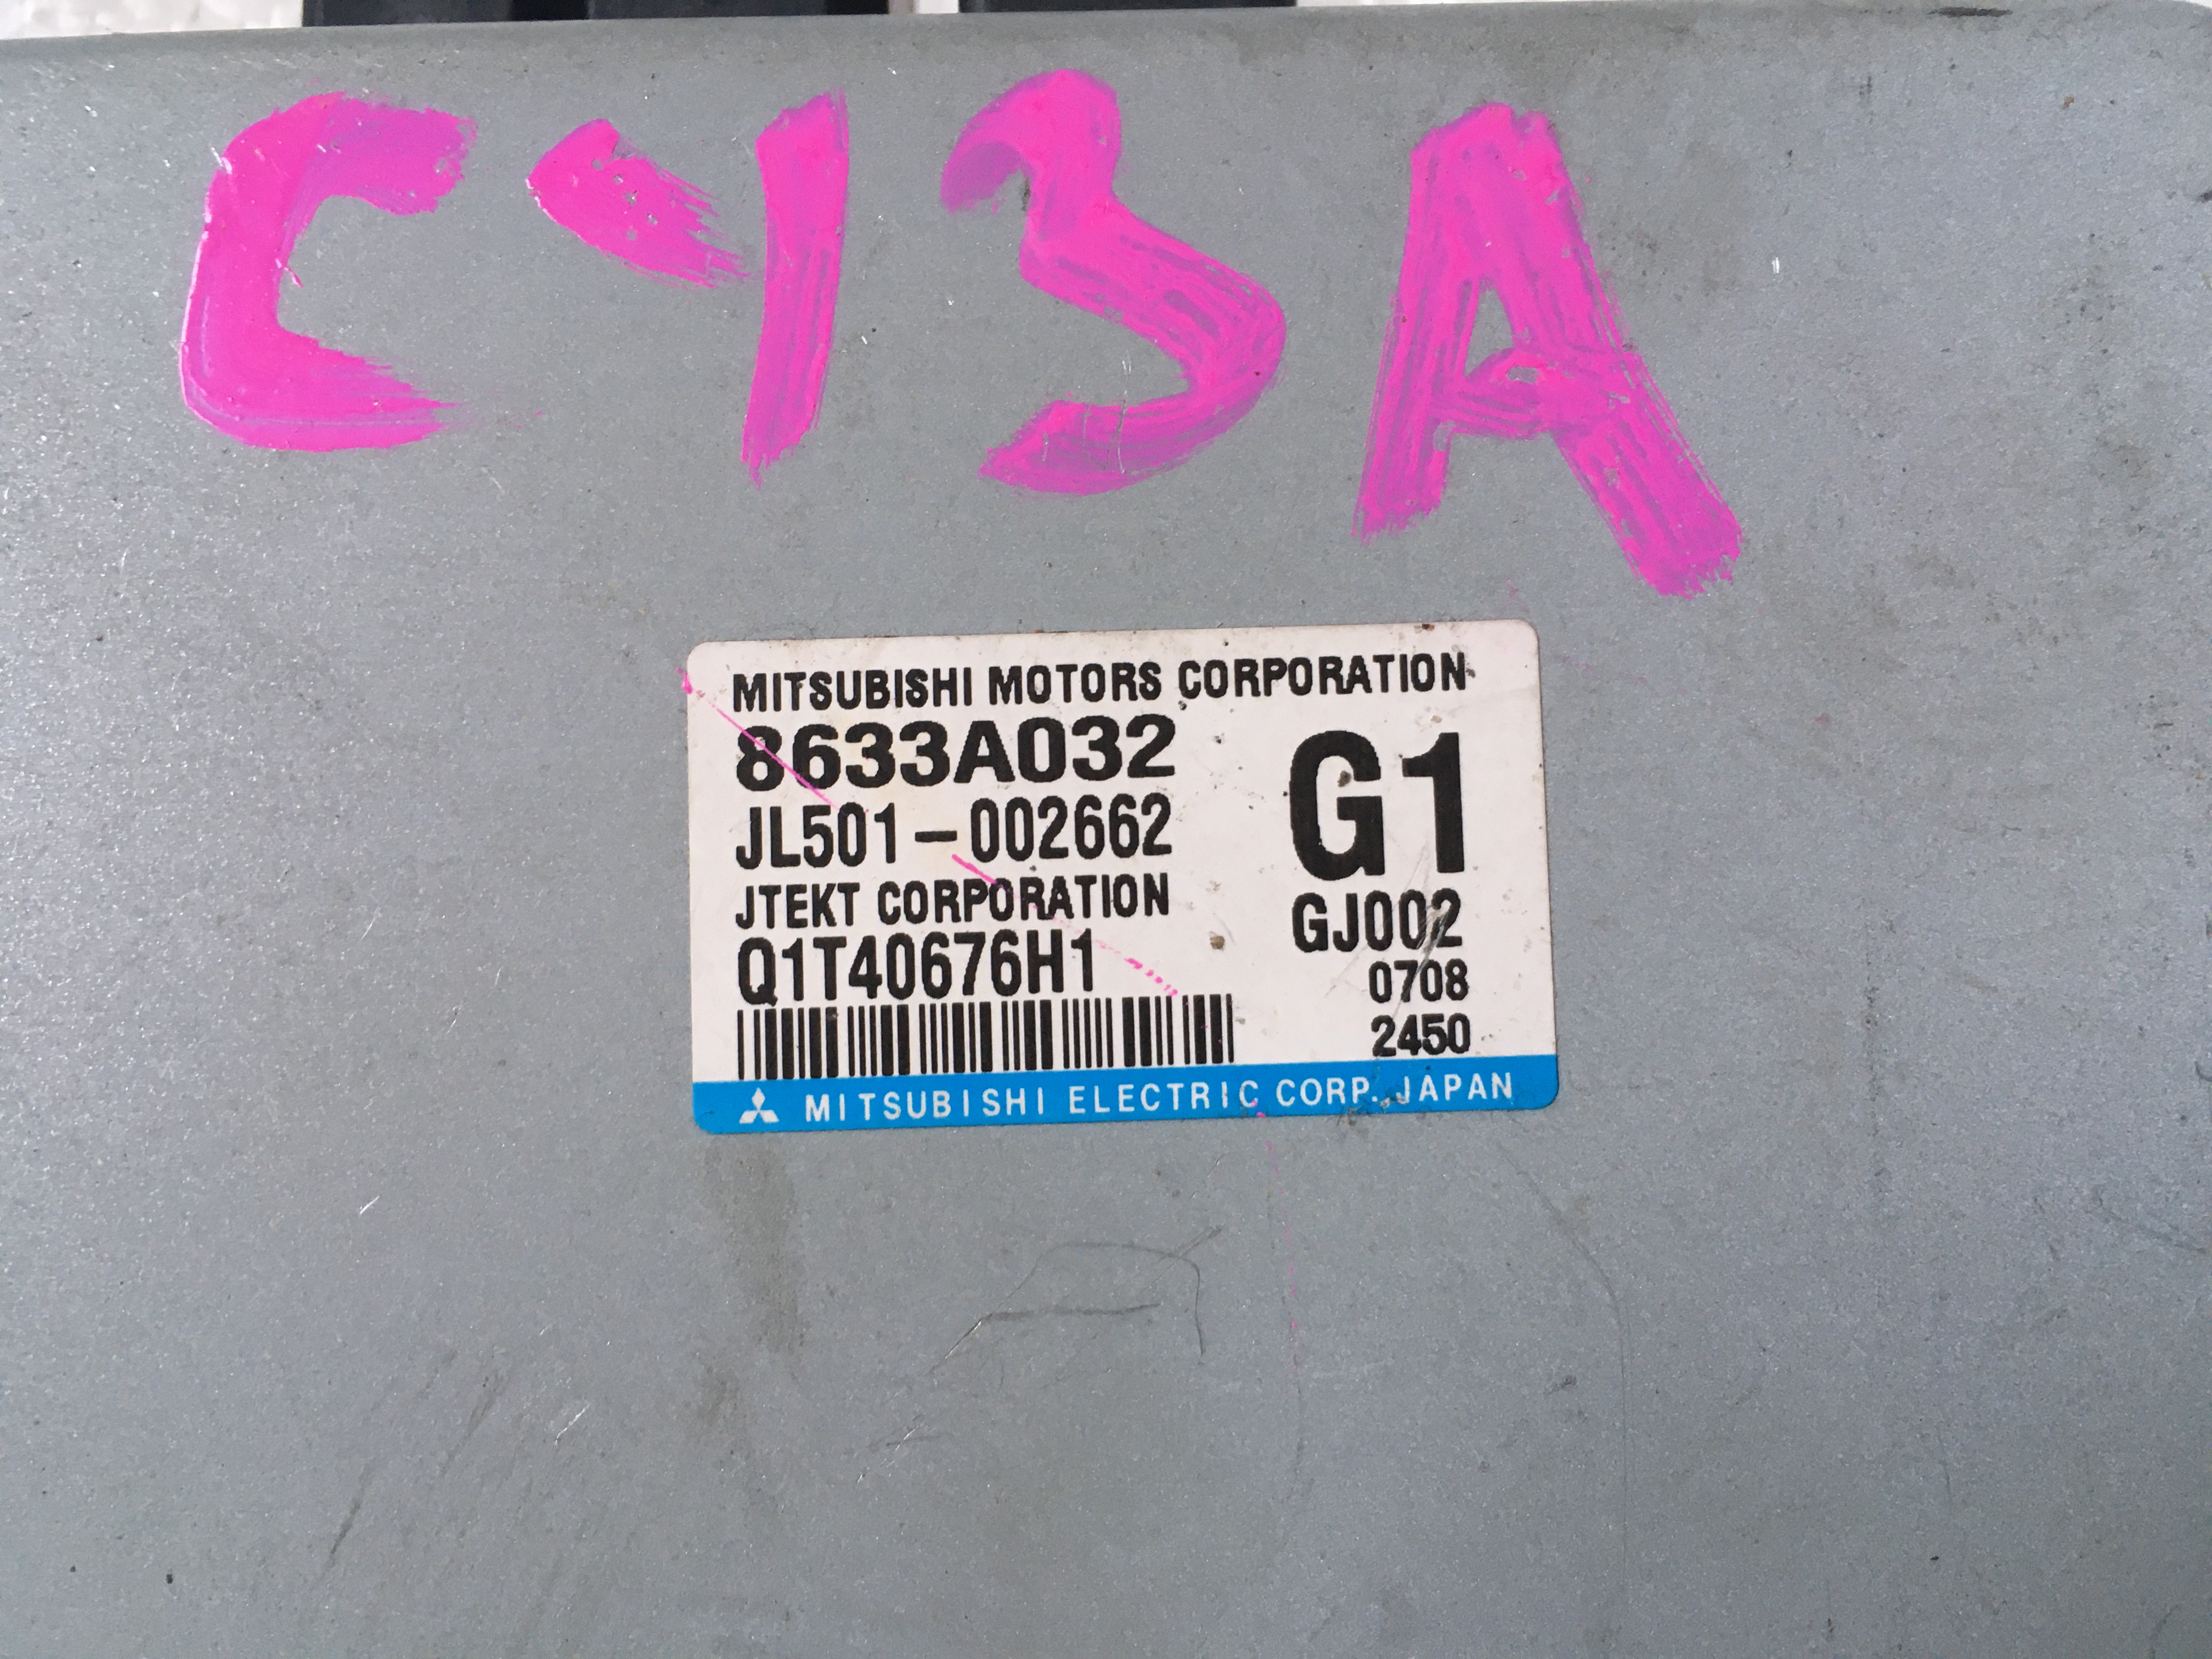 CY3A
MITSUBISHI MOTORS CORPORATION
8633A032
JL501-002662
JTEKT CORPORATION
Q1T40676H1
G1
GJ002
0708
2450
MITSUBISHI ELECTRIC CORP. JAPAN